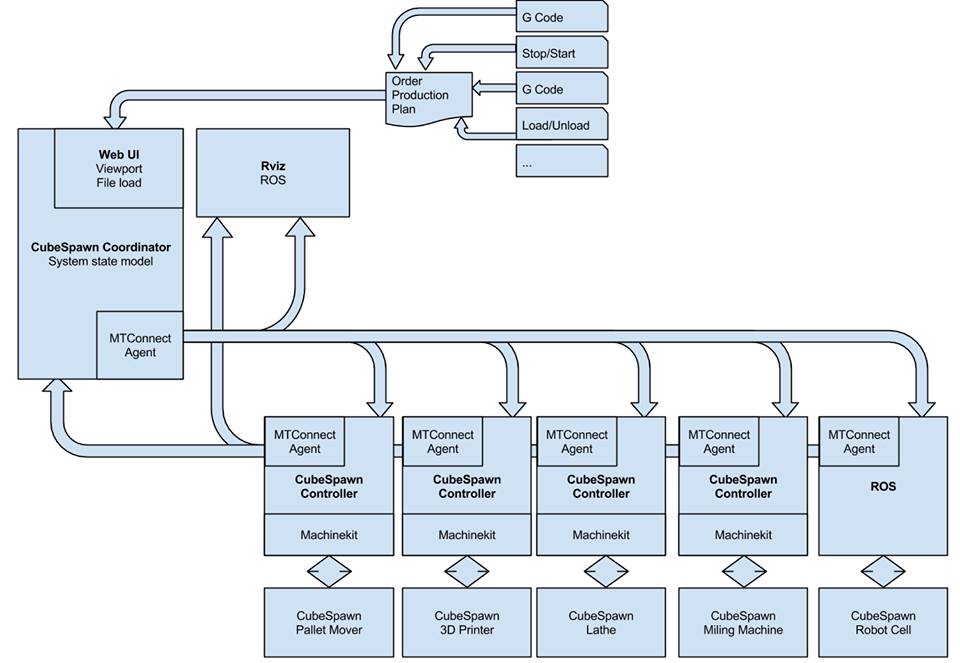 G Code
Stop/Start
G Code
Load/Unload
...
Order
Production
Plan
Web UI
Viewport
File load
Rviz
ROS
CubeSpawn Coordinator
System state model
MTConnect
Agent
MTConnect
Agent
CubeSpawn
Controller
Machinekit
CubeSpawn
Pallet Mover
MTConnect
Agent
CubeSpawn
Controller
Machinekit
CubeSpawn
3D Printer
MTConnect
Agent
CubeSpawn
Controller
Machinekit
CubeSpawn
Lathe
MTConnect
Agent
CubeSpawn
Controller
Machinekit
CubeSpawn
Miling Machine
MTConnect
Agent
ROS
CubeSpawn
Robot Cell